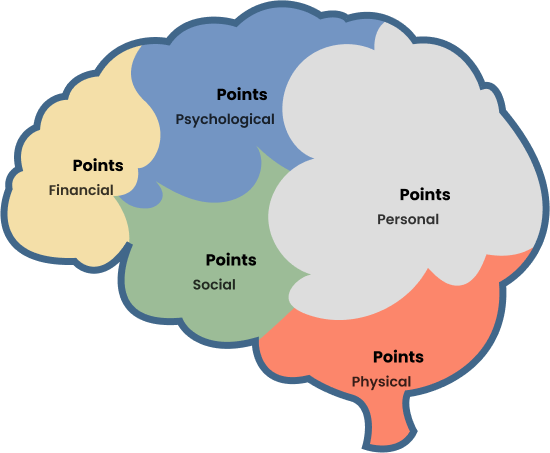 Points
Psychological
Points
Financial
Points
Personal
Points
Social
Points
Physical